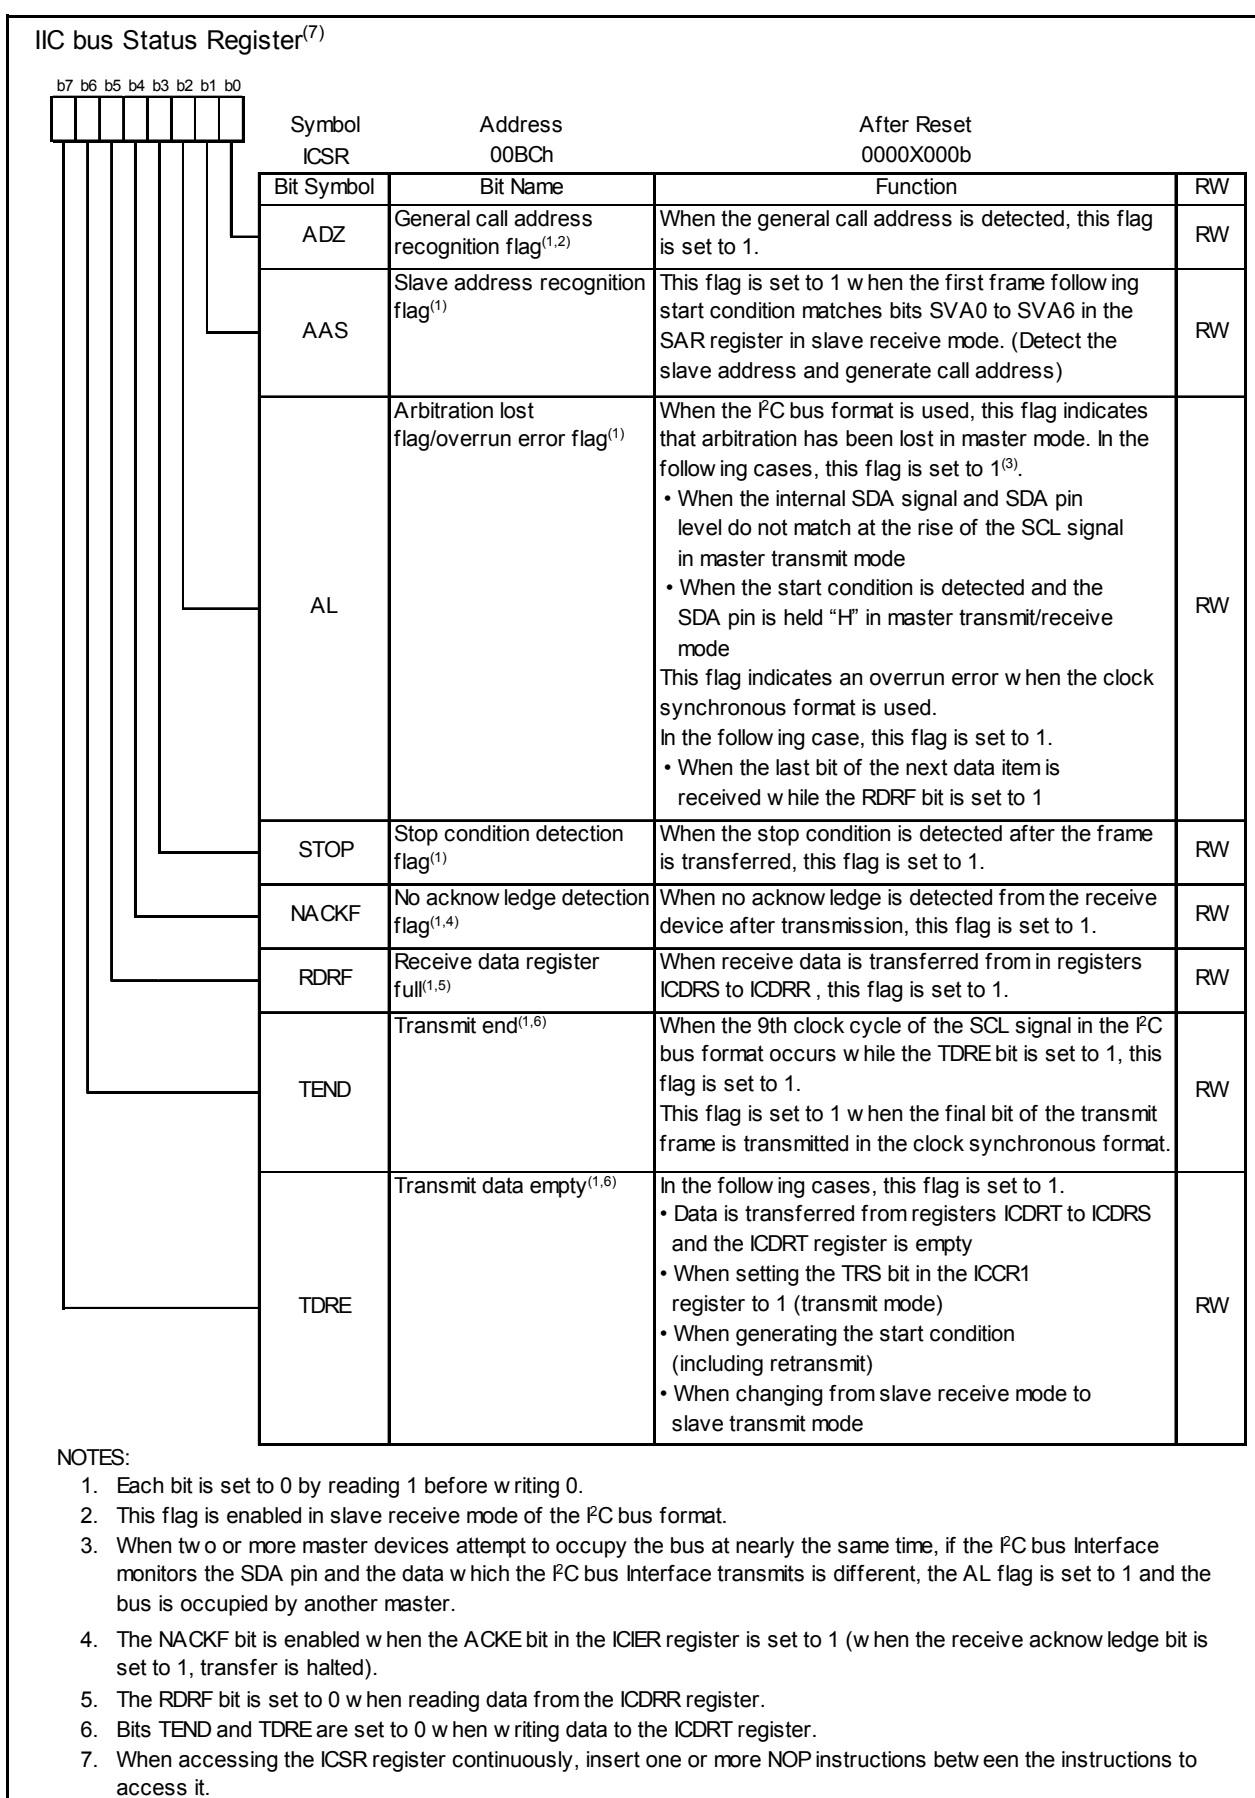 IIC bus Status Register(7)
b7 b6 b5 b4 b3 b2 b1 b0
Symbol Address After Reset
ICSR 00BCh 0000X000b
Bit Symbol Bit Name Function RW
ADZ
General call address
recognition flag(1,2)
When the general call address is detected, this flag
is set to 1.
RW
AAS
Slave address recognition
flag(1)
This flag is set to 1 when the first frame following
start condition matches bits SVA0 to SVA6 in the
SAR register in slave receive mode. (Detect the
slave address and generate call address)
RW
AL
Arbitration lost
flag/overrun error flag(1)
When the I2C bus format is used, this flag indicates
that arbitration has been lost in master mode. In the
following cases, this flag is set to 1(3).
• When the internal SDA signal and SDA pin
level do not match at the rise of the SCL signal
in master transmit mode
• When the start condition is detected and the
SDA pin is held “H” in master transmit/receive
mode
This flag indicates an overrun error when the clock
synchronous format is used.
In the following case, this flag is set to 1.
• When the last bit of the next data item is
received while the RDRF bit is set to 1
RW
STOP
Stop condition detection
flag(1)
When the stop condition is detected after the frame
is transferred, this flag is set to 1.
RW
NACKF
No acknowledge detection
flag(1,4)
When no acknowledge is detected from the receive
device after transmission, this flag is set to 1.
RW
RDRF
Receive data register
full(1,5)
When receive data is transferred from in registers
ICDRS to ICDRR , this flag is set to 1.
RW
TEND
Transmit end(1,6)
When the 9th clock cycle of the SCL signal in the I2C
bus format occurs while the TDRE bit is set to 1, this
flag is set to 1.
This flag is set to 1 when the final bit of the transmit
frame is transmitted in the clock synchronous format.
RW
TDRE
Transmit data empty(1,6)
In the following cases, this flag is set to 1.
• Data is transferred from registers ICDRT to ICDRS
and the ICDRT register is empty
• When setting the TRS bit in the ICCR1
register to 1 (transmit mode)
• When generating the start condition
(including retransmit)
• When changing from slave receive mode to
slave transmit mode
RW
NOTES:
1. Each bit is set to 0 by reading 1 before writing 0.
2. This flag is enabled in slave receive mode of the I2C bus format.
3. When two or more master devices attempt to occupy the bus at nearly the same time, if the I2C bus Interface
monitors the SDA pin and the data which the I2C bus Interface transmits is different, the AL flag is set to 1 and the
bus is occupied by another master.
4. The NACKF bit is enabled when the ACKE bit in the ICIER register is set to 1 (when the receive acknowledge bit is
set to 1, transfer is halted).
5. The RDRF bit is set to 0 when reading data from the ICDRR register.
6. Bits TEND and TDRE are set to 0 when writing data to the ICDRT register.
7. When accessing the ICSR register continuously, insert one or more NOP instructions between the instructions to
access it.